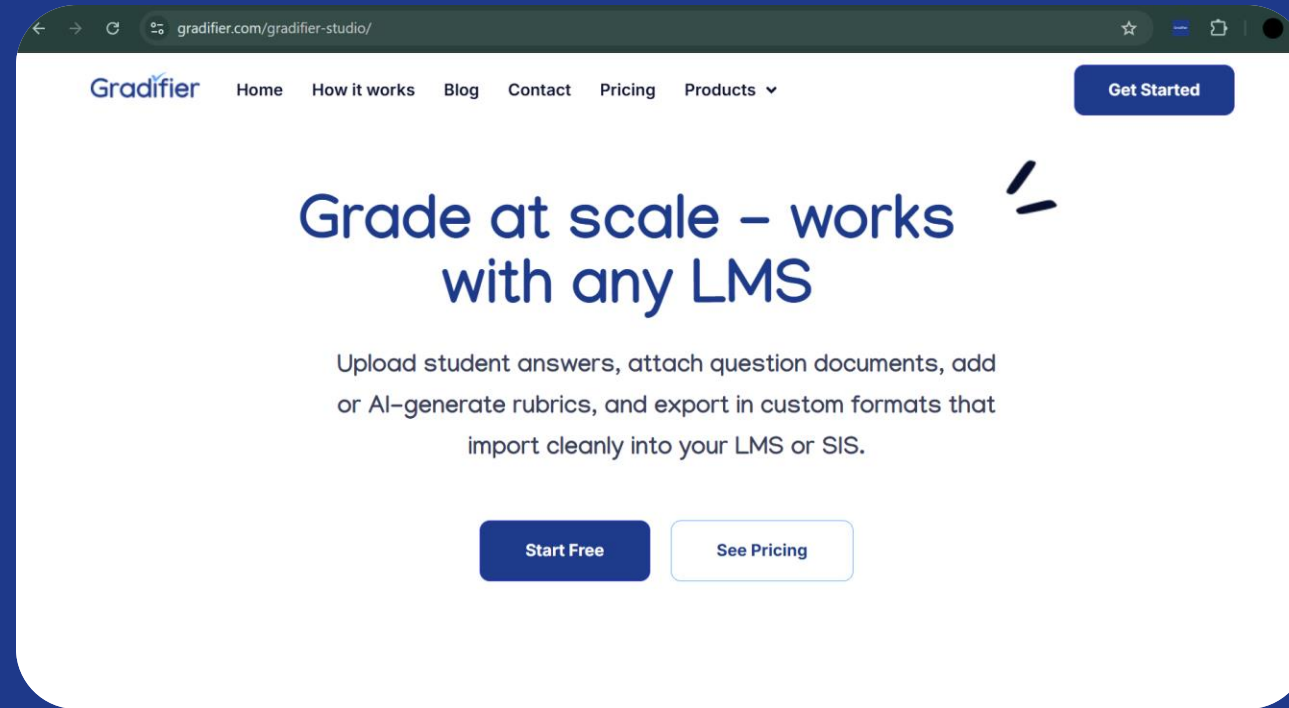 gradifier.com/gradifier-studio/
Gradifier Home How it works Blog Contact Pricing Products Get Started
Grade at scale – works
with any LMS
Upload student answers, attach question documents, add
or AI-generate rubrics, and export in custom formats that
import cleanly into your LMS or SIS.
Start Free See Pricing